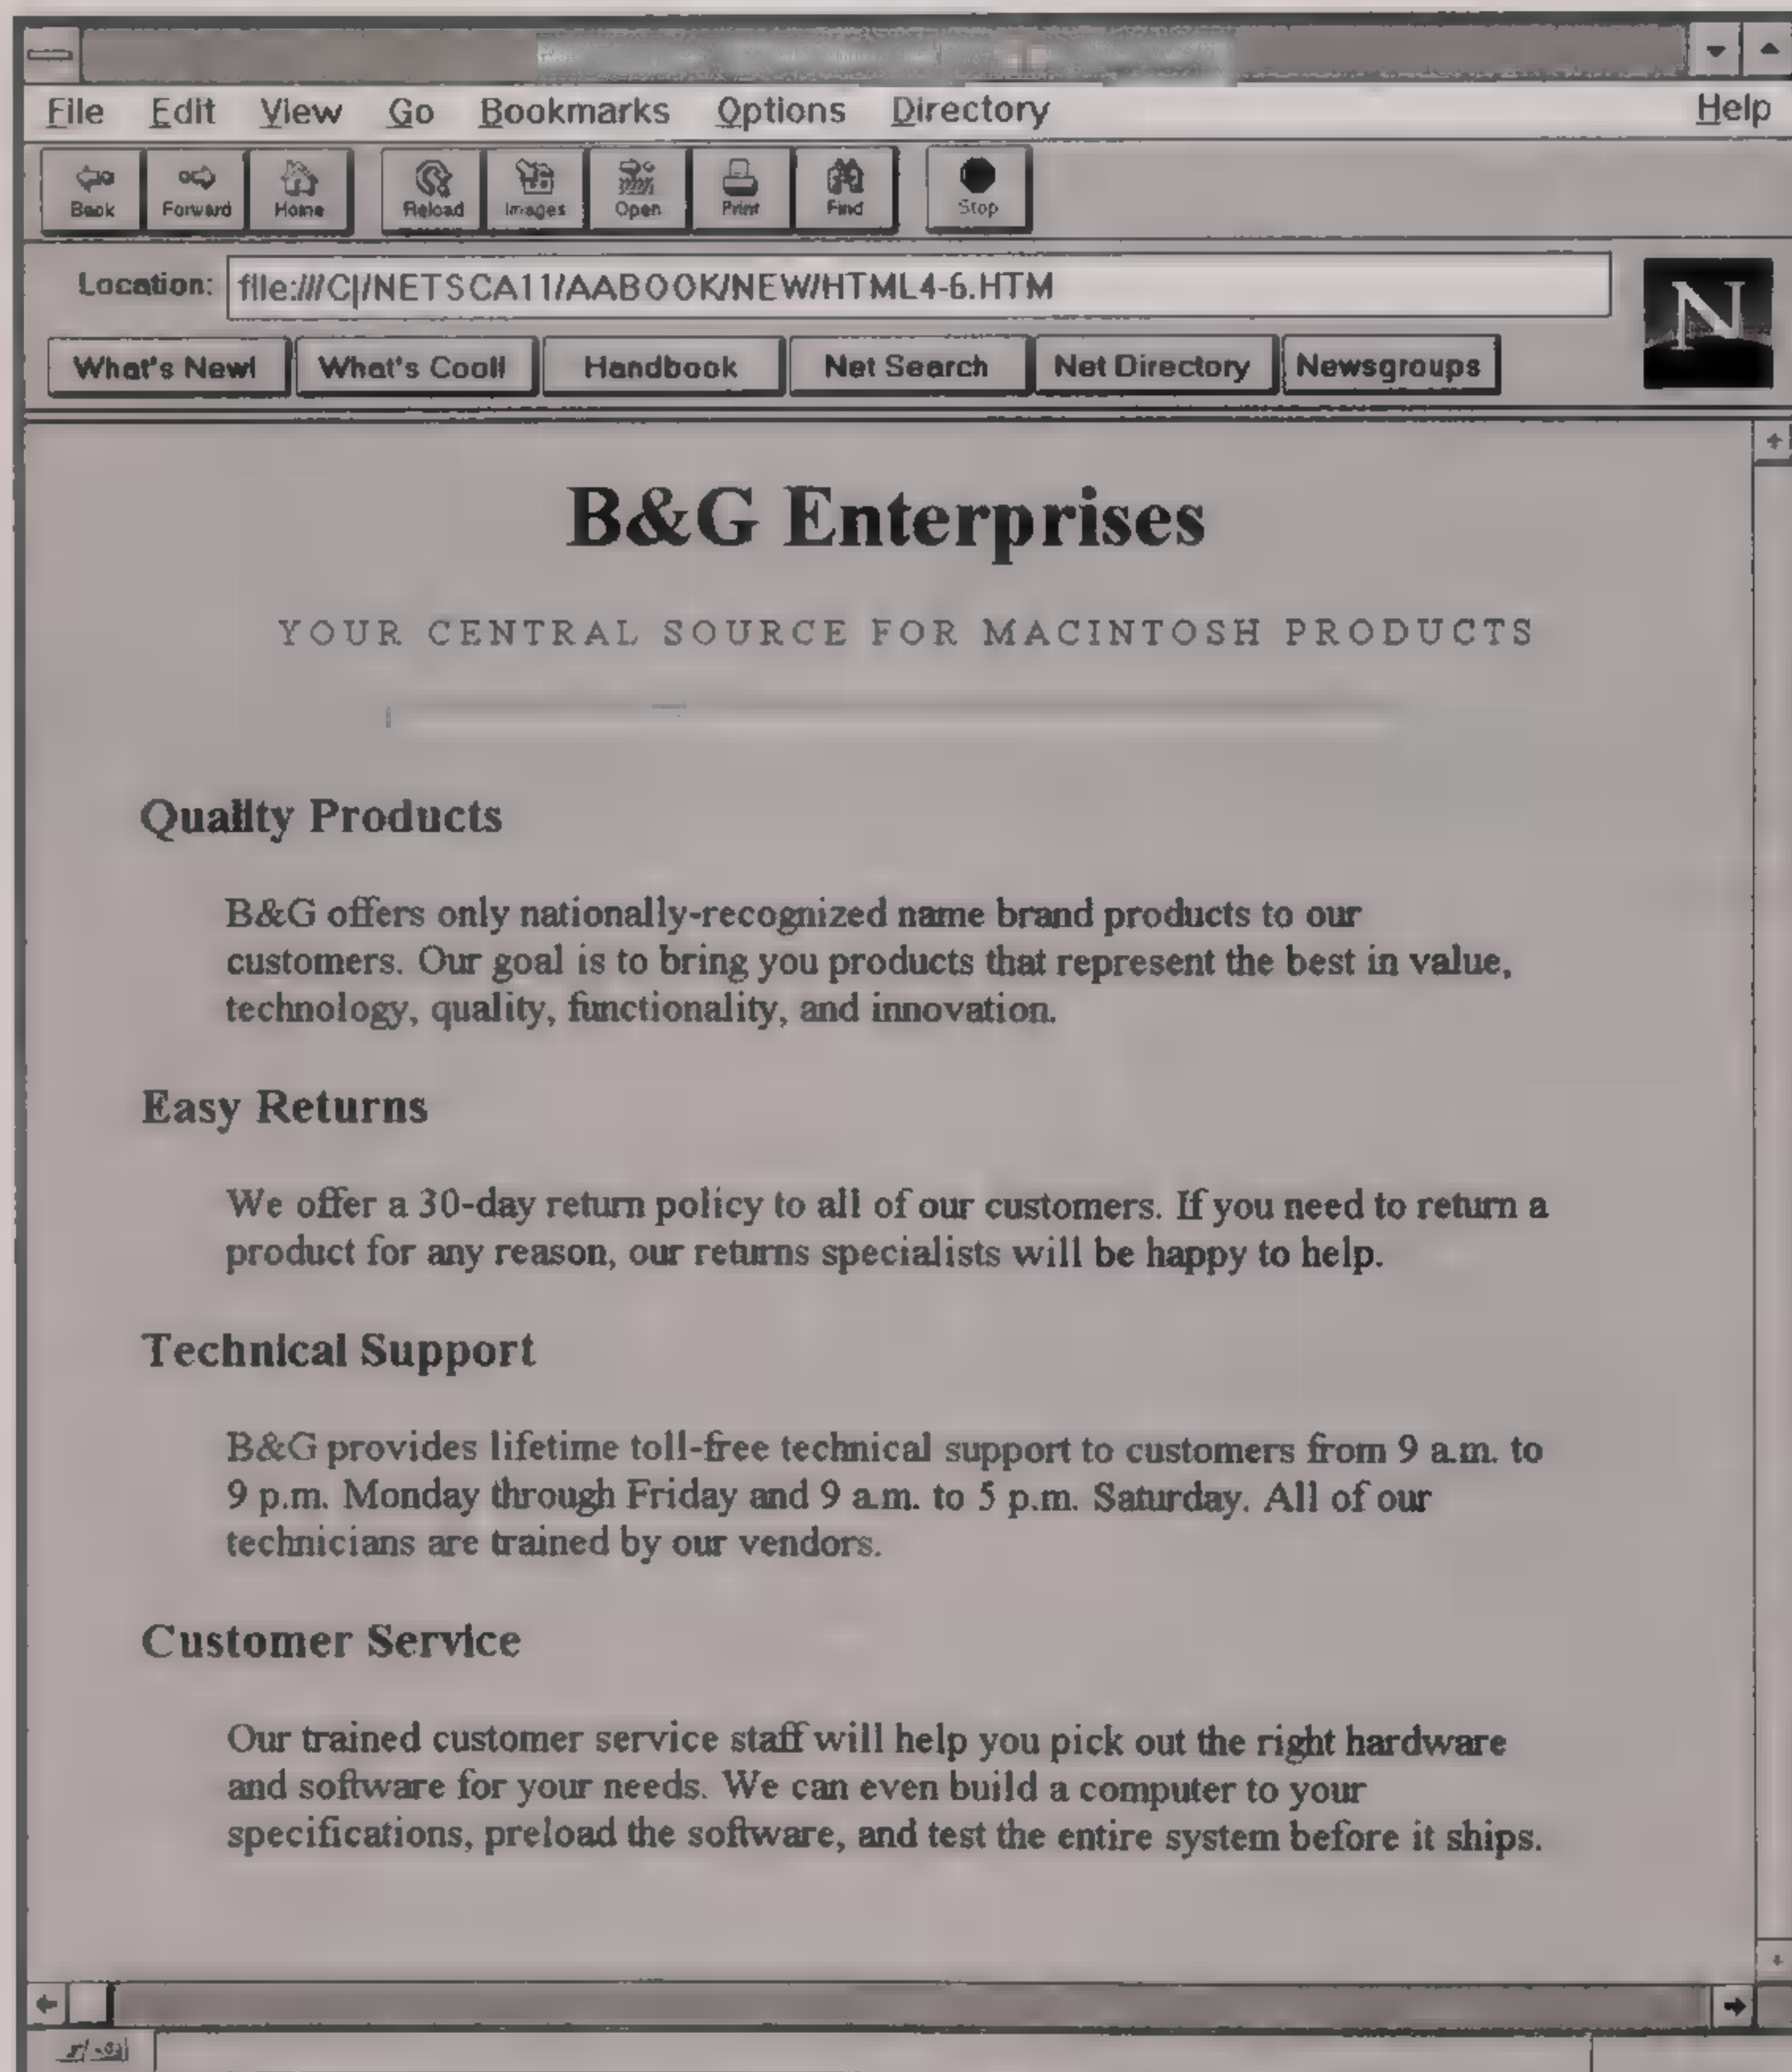 File Edit View Go Bookmarks Options Directory Help
Back Forward Home Reload Images Open Print Find Stop
Location: file:///C|/NETSCA11/AABOOK/NEW/HTML4-6.HTM
N
What's New! What's Cool! Handbook Net Search Net Directory Newsgroups
B&G Enterprises
YOUR CENTRAL SOURCE FOR MACINTOSH PRODUCTS
Quality Products
B&G offers only nationally-recognized name brand products to our
customers. Our goal is to bring you products that represent the best in value,
technology, quality, functionality, and innovation.
Easy Returns
We offer a 30-day return policy to all of our customers. If you need to return a
product for any reason, our returns specialists will be happy to help.
Technical Support
B&G provides lifetime toll-free technical support to customers from 9 a.m. to
9 p.m. Monday through Friday and 9 a.m. to 5 p.m. Saturday. All of our
technicians are trained by our vendors.
Customer Service
Our trained customer service staff will help you pick out the right hardware
and software for your needs. We can even build a computer to your
specifications, preload the software, and test the entire system before it ships.